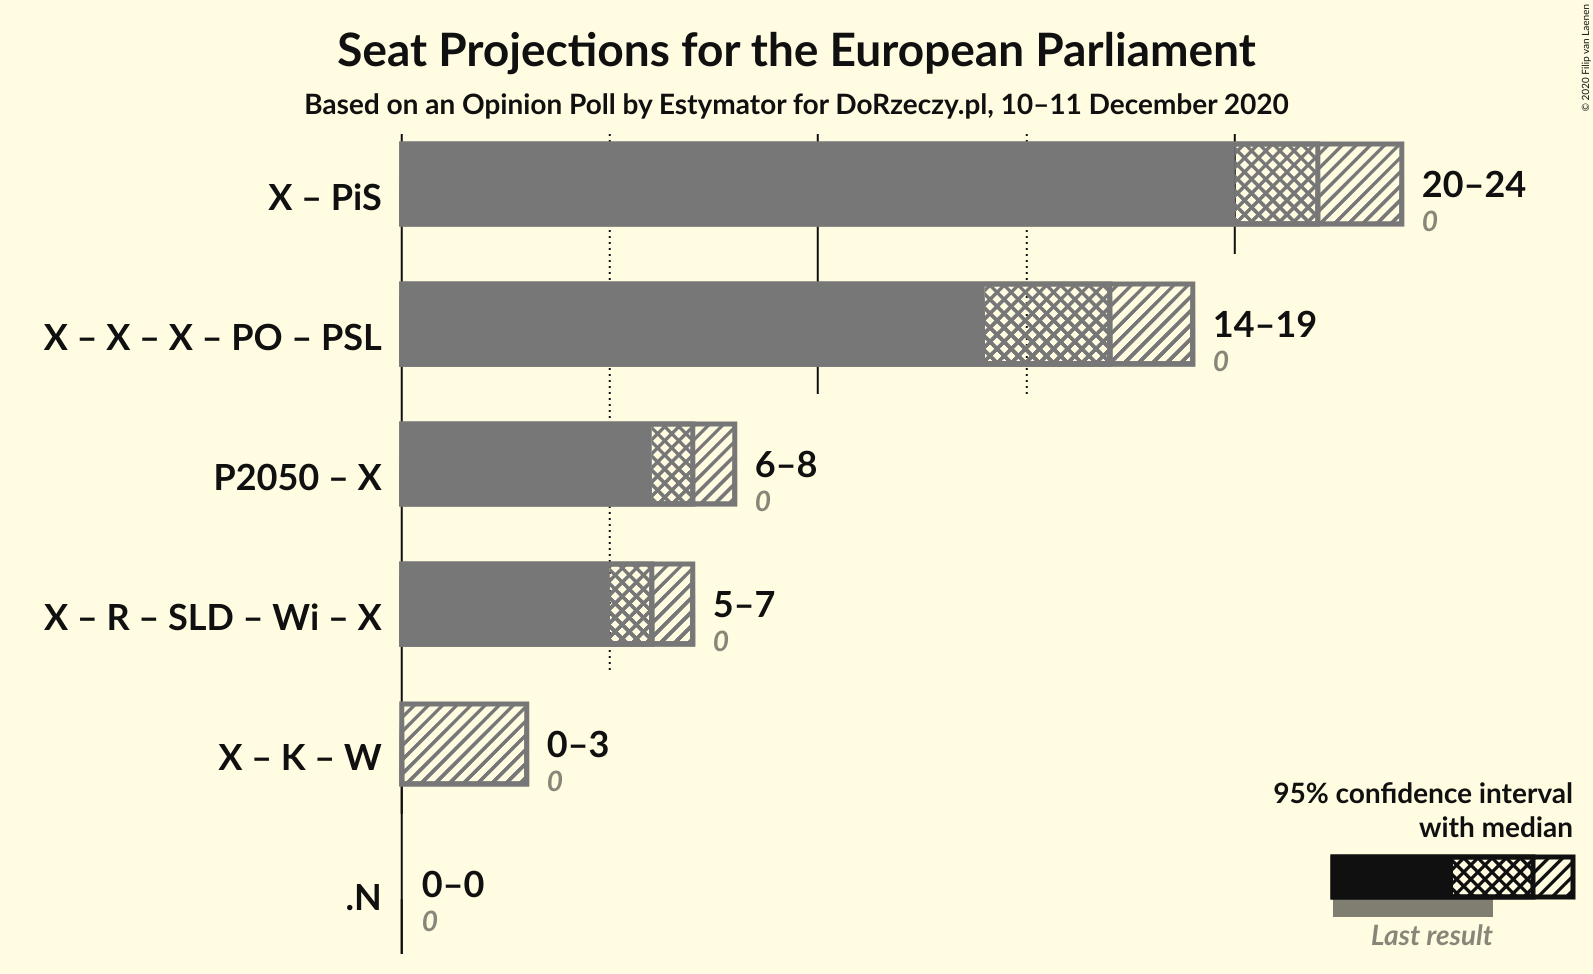 Seat Projections for the European Parliament
Based on an Opinion Poll by Estymator for DoRzeczy.pl, 10–11 December 2020
© 2020 Filip van Laenen
X – PiS
20–24
0
X – X – X – PO – PSL
14–19
0
P2050 – X
6–8
0
X – R – SLD – Wi – X
5–7
0
X – K – W
0–3
0
.N
0–0
0
95% confidence interval
with median
Last result